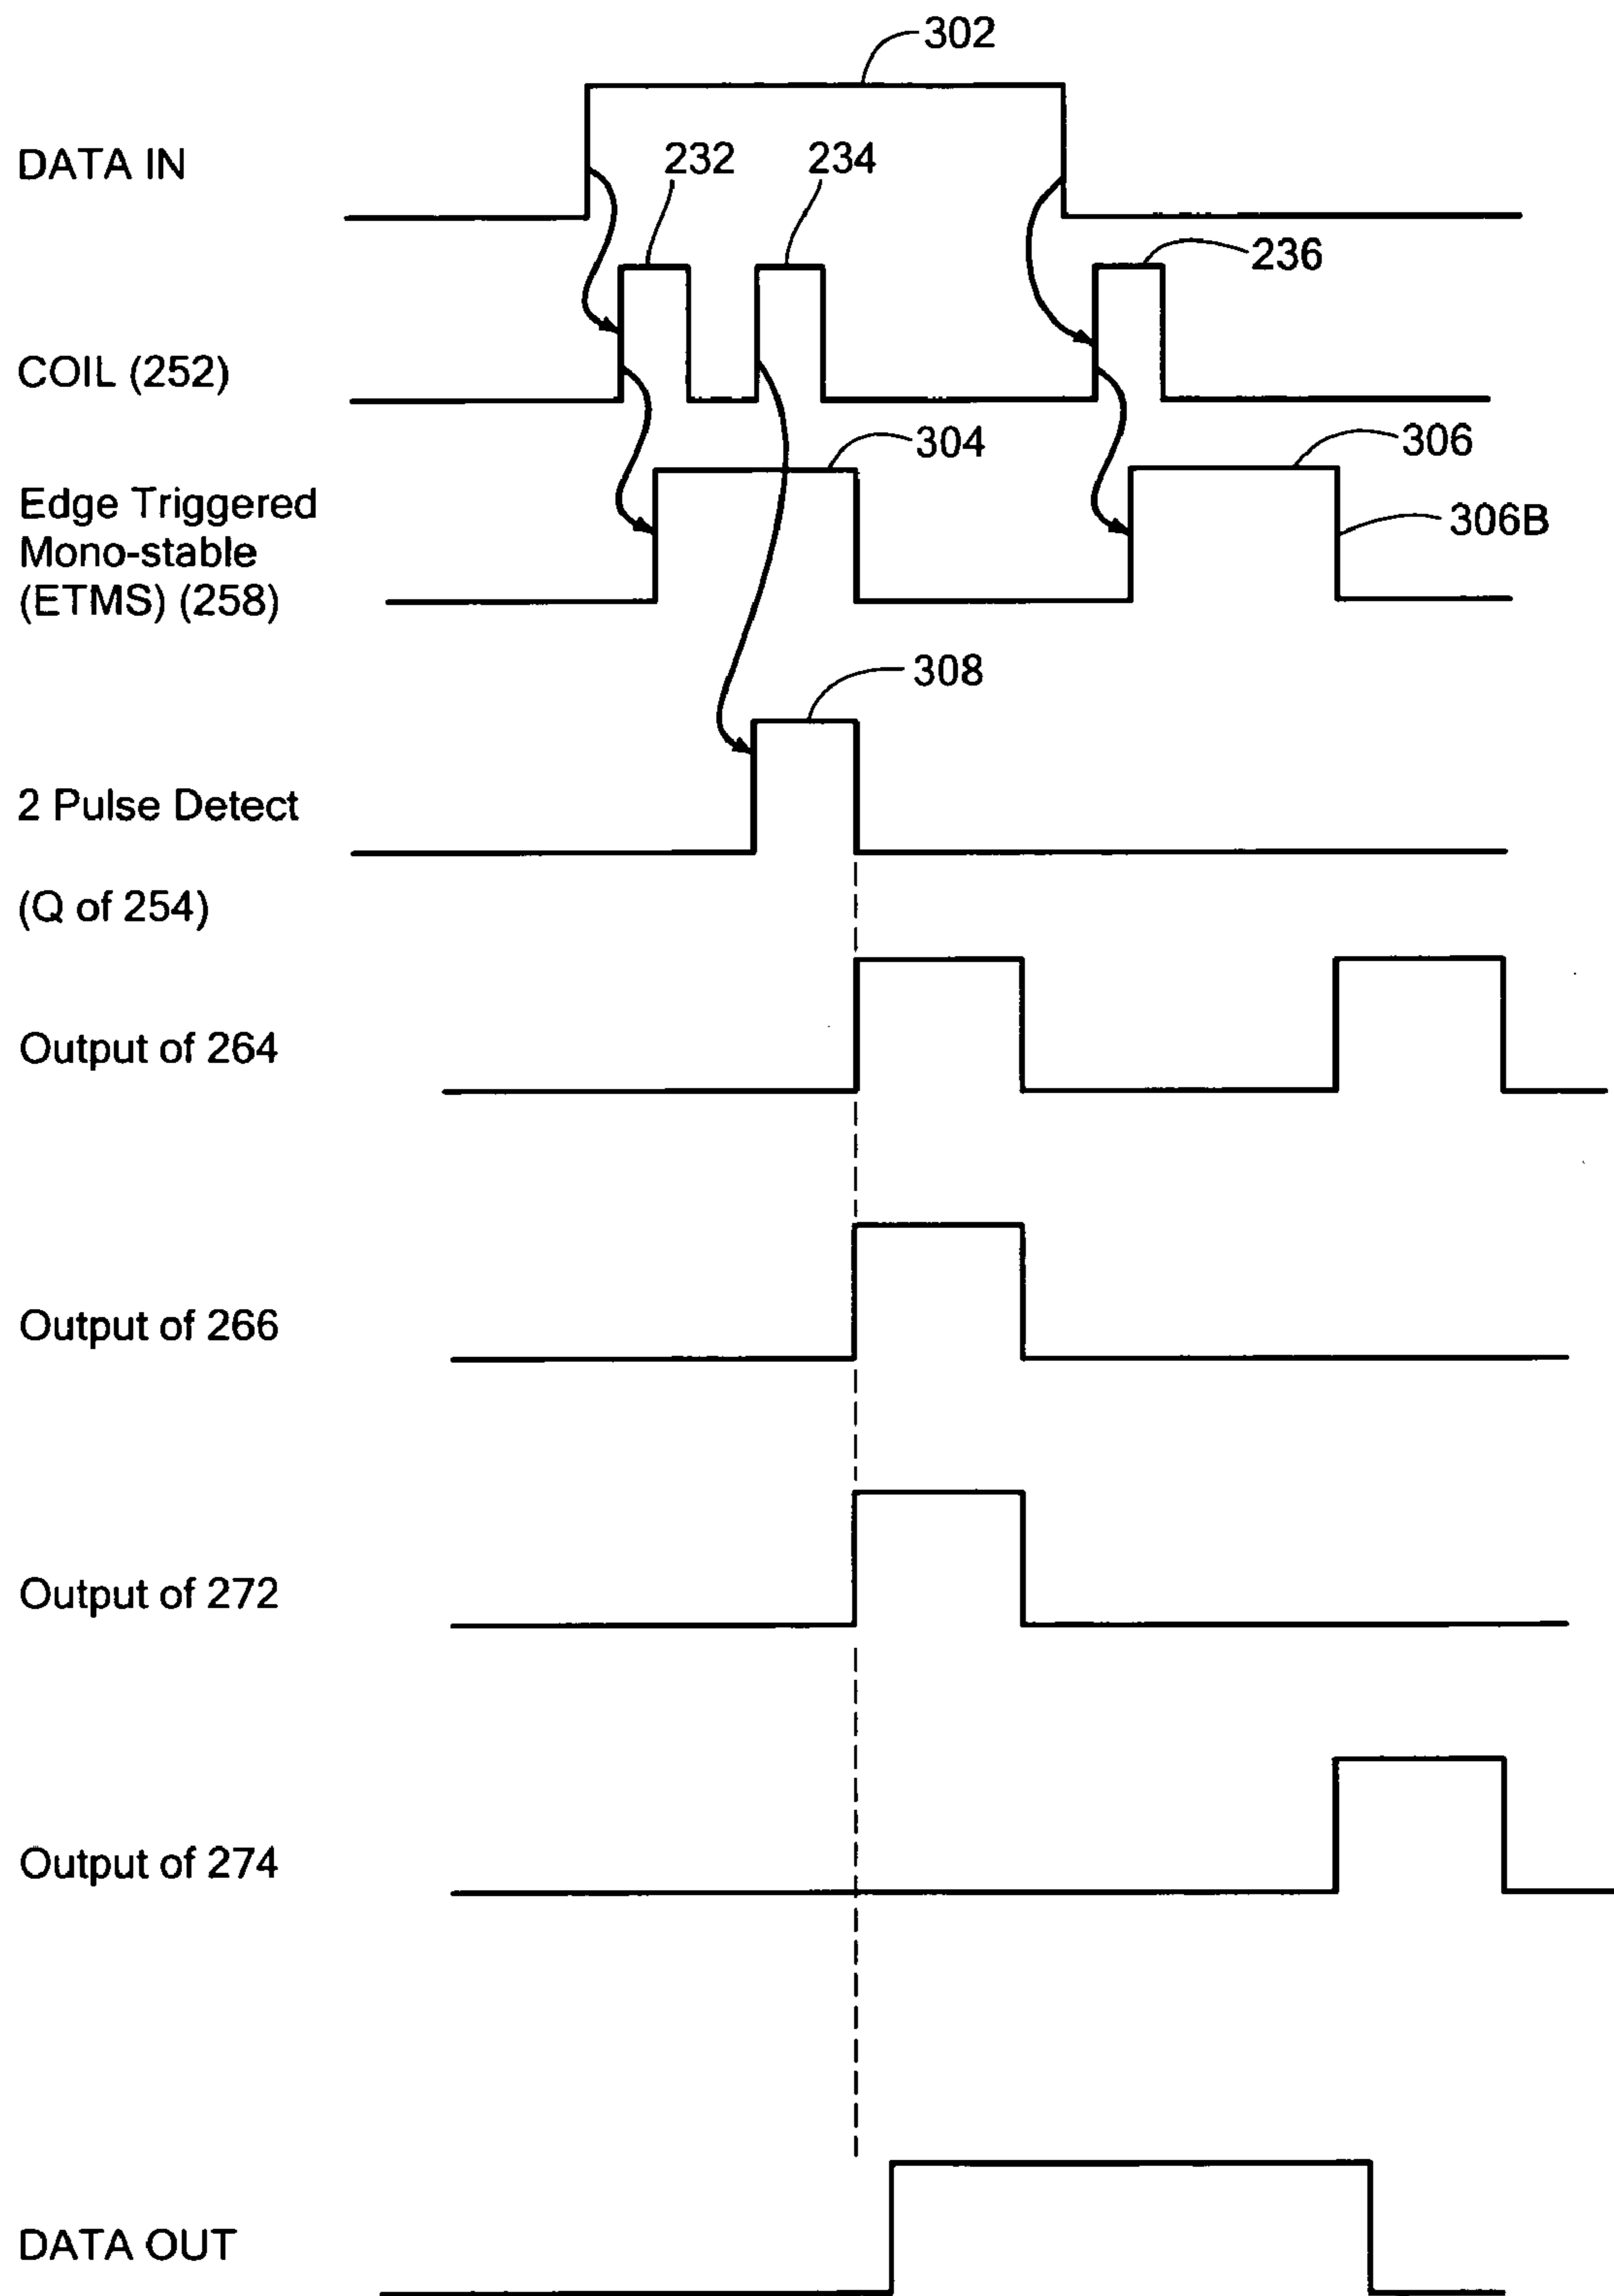 302
DATA IN
232
234
236
COIL (252)
304
306
Edge Triggered
Mono-stable
(ETMS) (258)
306B
308
2 Pulse Detect
(Q of 254)
Output of 264
Output of 266
Output of 272
Output of 274
DATA OUT